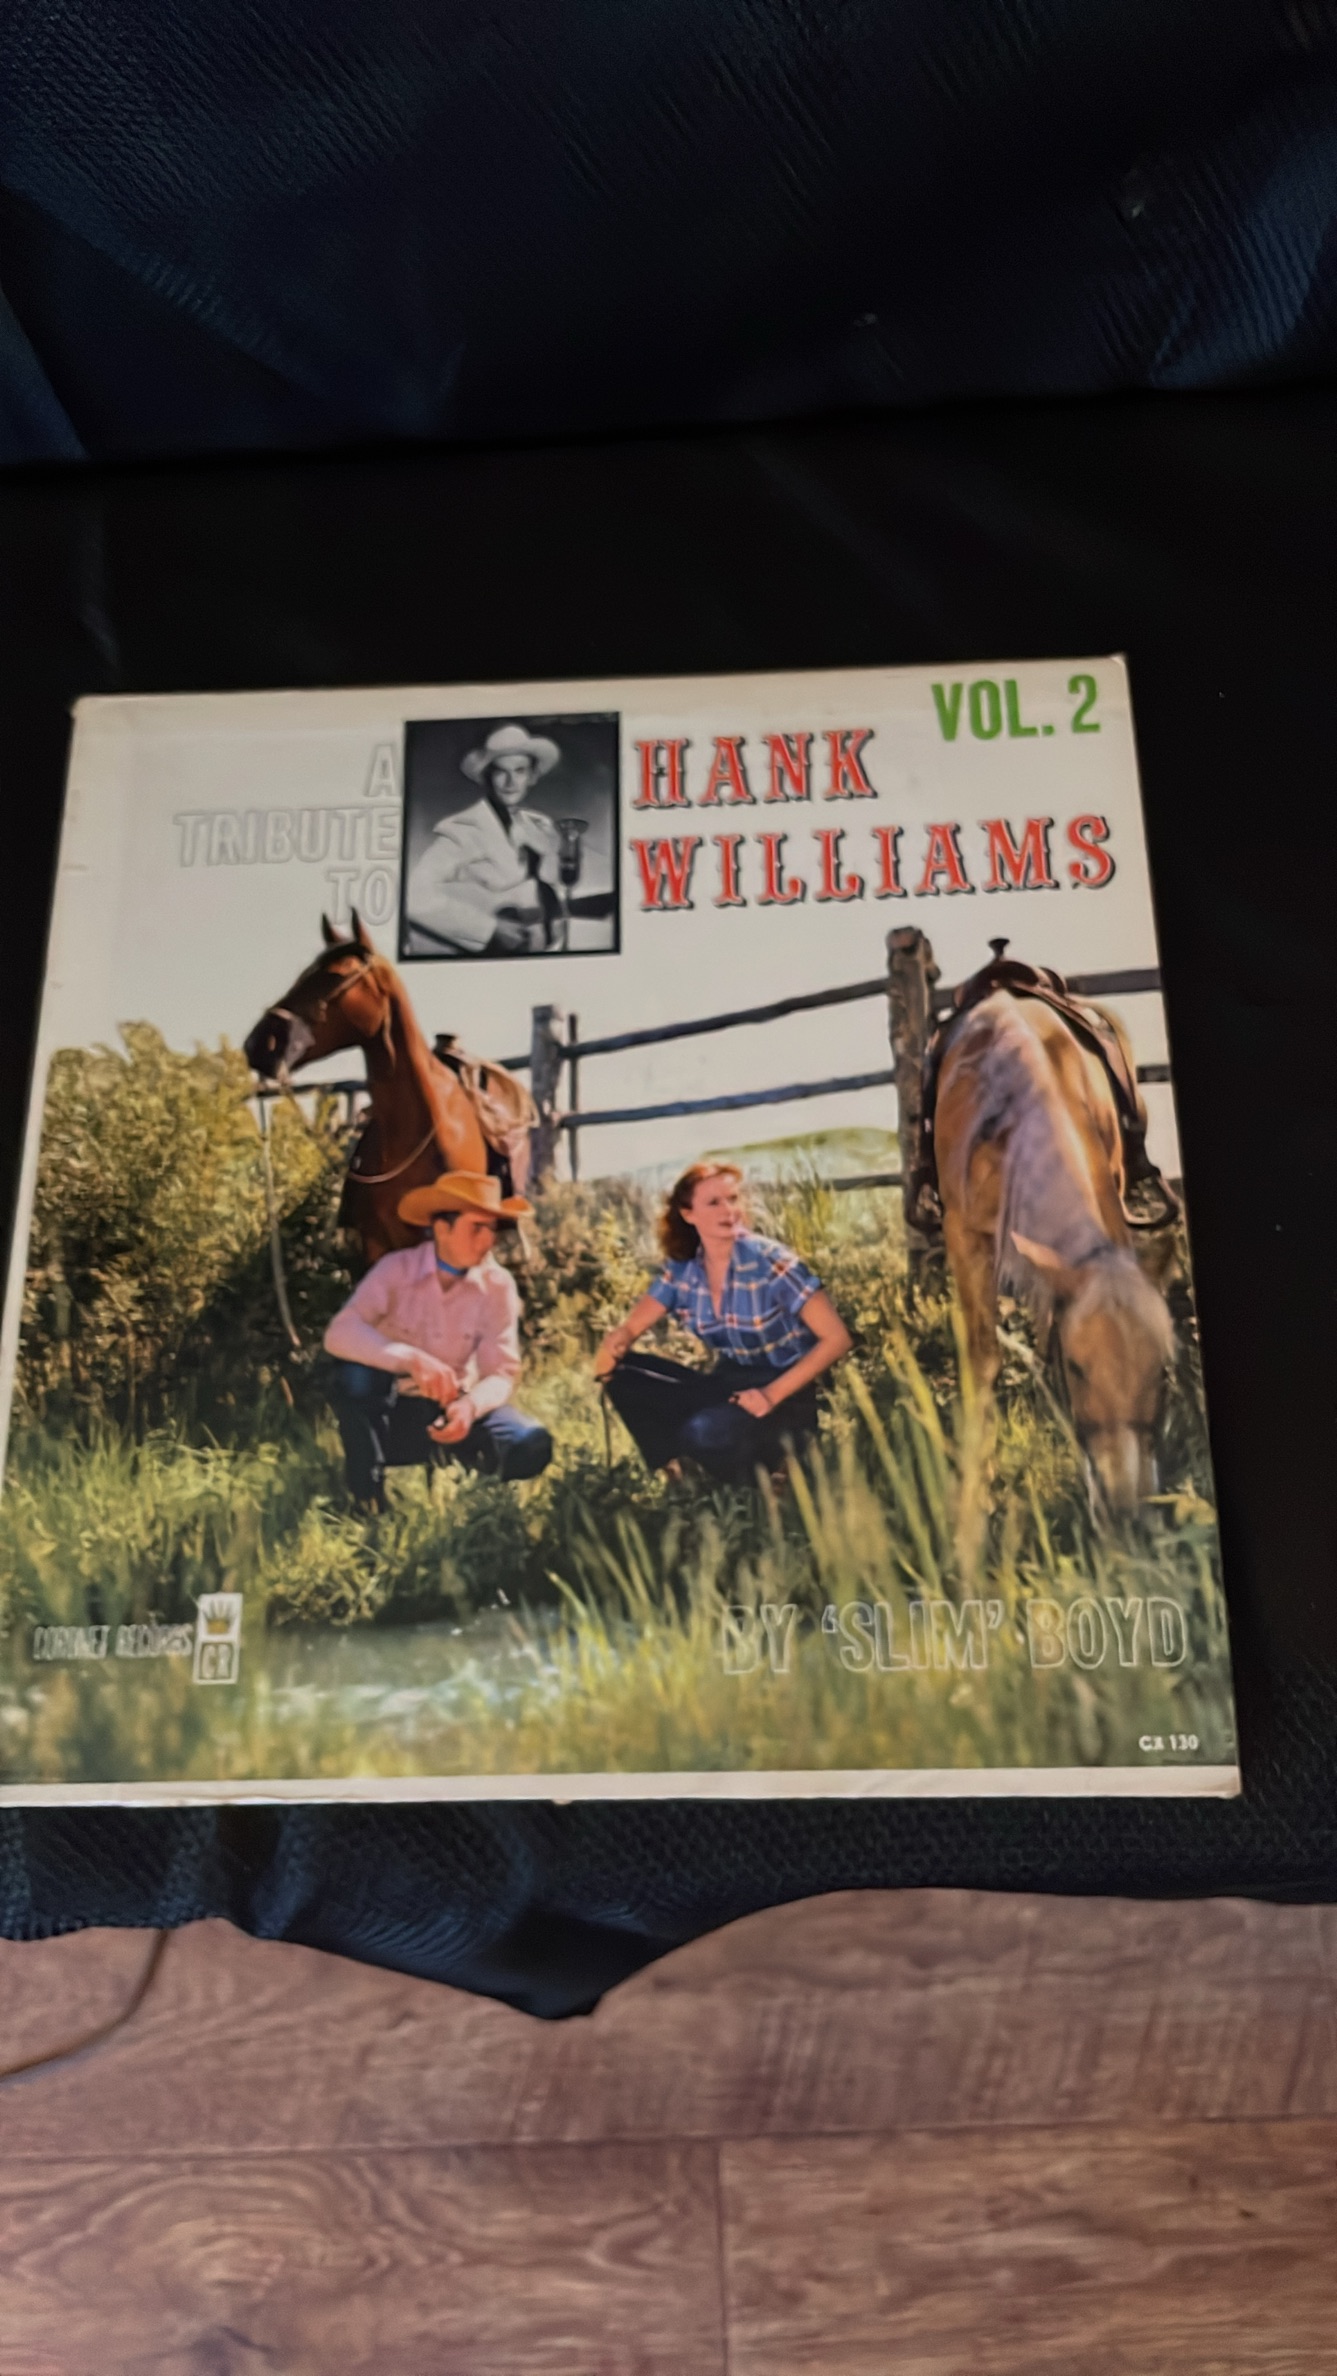 VOL. 2
A
TRIBUTE
TO
HANK
WILLIAMS
CORONET RECORDS
CR
BY 'SLIM' BOYD
CX 130